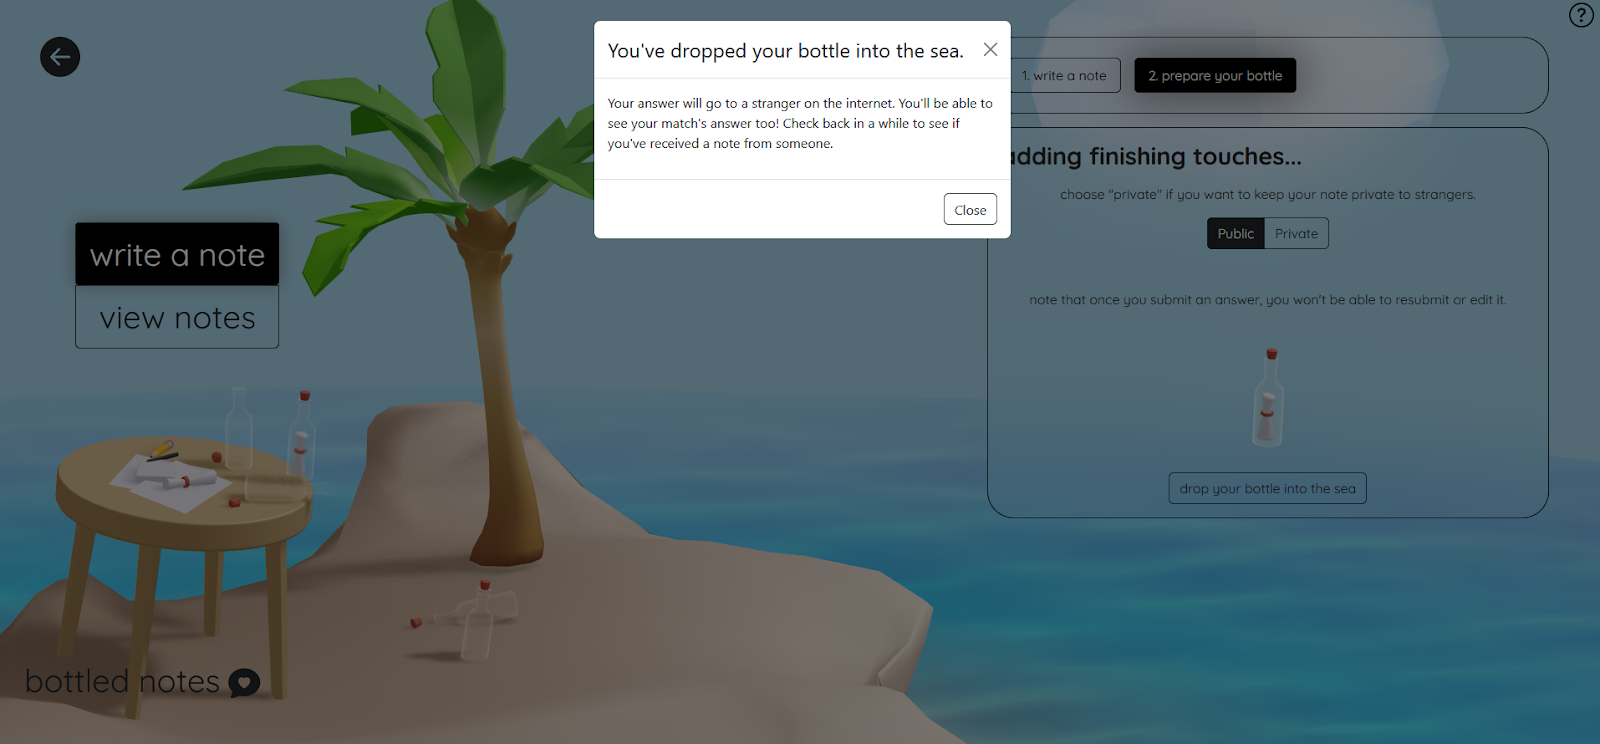 You've dropped your bottle into the sea.
Your answer will go to a stranger on the internet. You'll be able to
see your match's answer too! Check back in a while to see if
you've received a note from someone.
Close
?
1. write a note
2. prepare your bottle
adding finishing touches...
choose "private" if you want to keep your note private to strangers.
Public
Private
note that once you submit an answer, you won't be able to resubmit or edit it.
drop your bottle into the sea
write a note
view notes
bottled notes